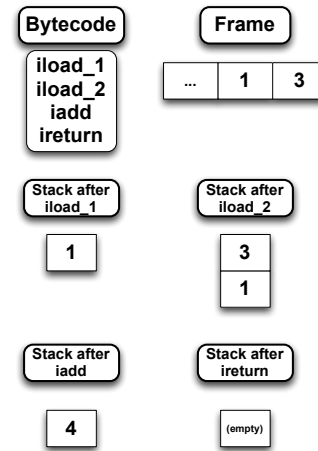 Bytecode
iload_1
iload_2
iadd
ireturn
Frame
... 1 3
Stack after
iload_1
1
Stack after
iload_2
3
1
Stack after
iadd
4
Stack after
ireturn
(empty)